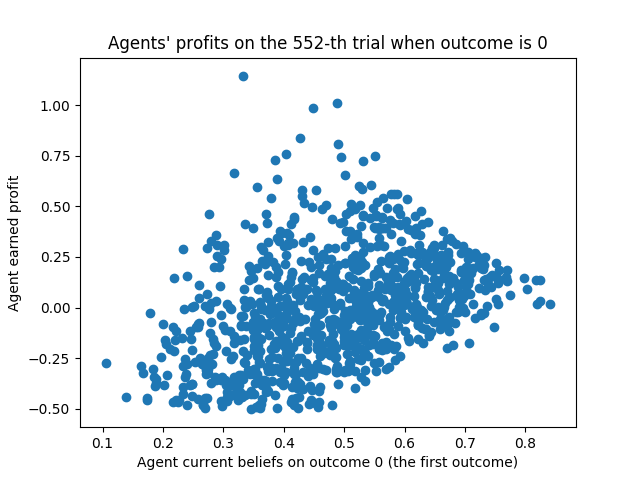 Agents' profits on the 552-th trial when outcome is 0
1.00
0.75
0.50
0.25
0.00
−0.25
−0.50
Agent earned profit
0.1 0.2 0.3 0.4 0.5 0.6 0.7 0.8
Agent current beliefs on outcome 0 (the first outcome)